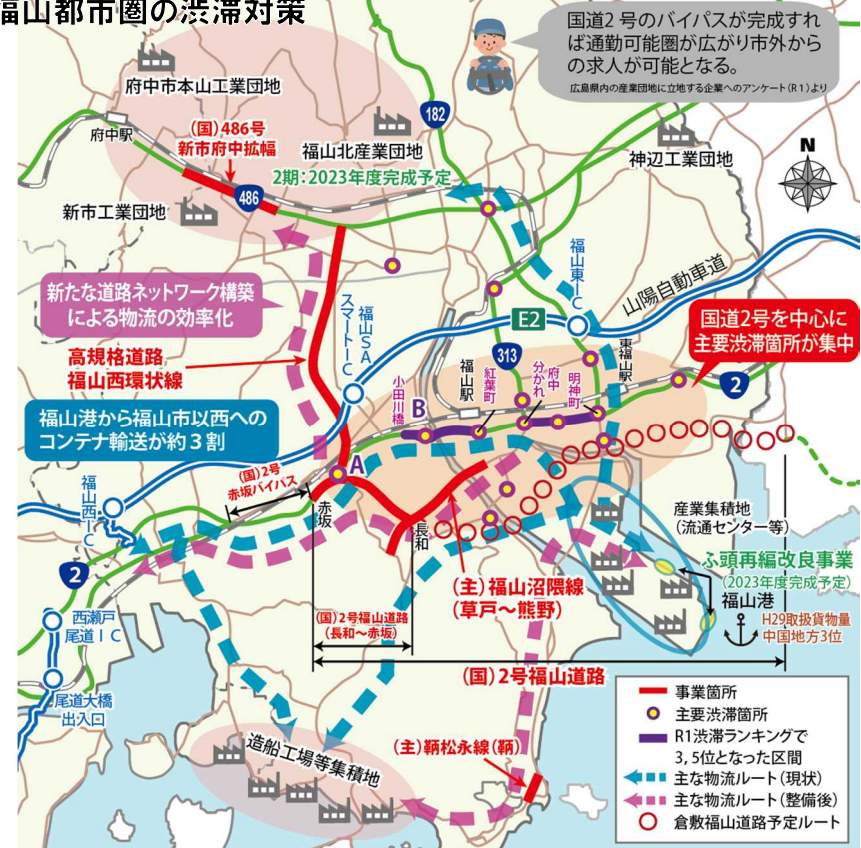 福山都市圏の渋滞対策
国道2号のバイパスが完成すれ
ば通勤可能圏が広がり市外から
の求人が可能となる。
広島県内の産業団地に立地する企業へのアンケート(R1)より
府中市本山工業団地
182
府中駅
(国)486号
新市府中拡幅
福山北産業団地
2期:2023年度完成予定
神辺工業団地
N
486
新市工業団地
福山東IC
山陽自動車道
新たな道路ネットワーク構築
による物流の効率化
福山SA
スマートIC
E2
国道2号を中心に
主要渋滞箇所が集中
高規格道路
福山西環状線
313
東福山駅
2
福山駅
紅葉町
府中
分かれ
明神町
小田川橋
B
福山港から福山市以西への
コンテナ輸送が約3割
A
(国)2号
赤坂バイパス
福山西IC
赤坂
長和
産業集積地
(流通センター等)
2
(主)福山沼隈線
(草戸~熊野)
ふ頭再編改良事業
(2023年度完成予定)
福山港
H29取扱貨物量
中国地方3位
西瀬戸
尾道IC
(国)2号福山道路
(長和~赤坂)
(国)2号福山道路
尾道大橋
出入口
造船工場等集積地
(主)鞆松永線(鞆)
事業箇所
主要渋滞箇所
R1渋滞ランキングで
3,5位となった区間
主な物流ルート(現状)
主な物流ルート(整備後)
倉敷福山道路予定ルート